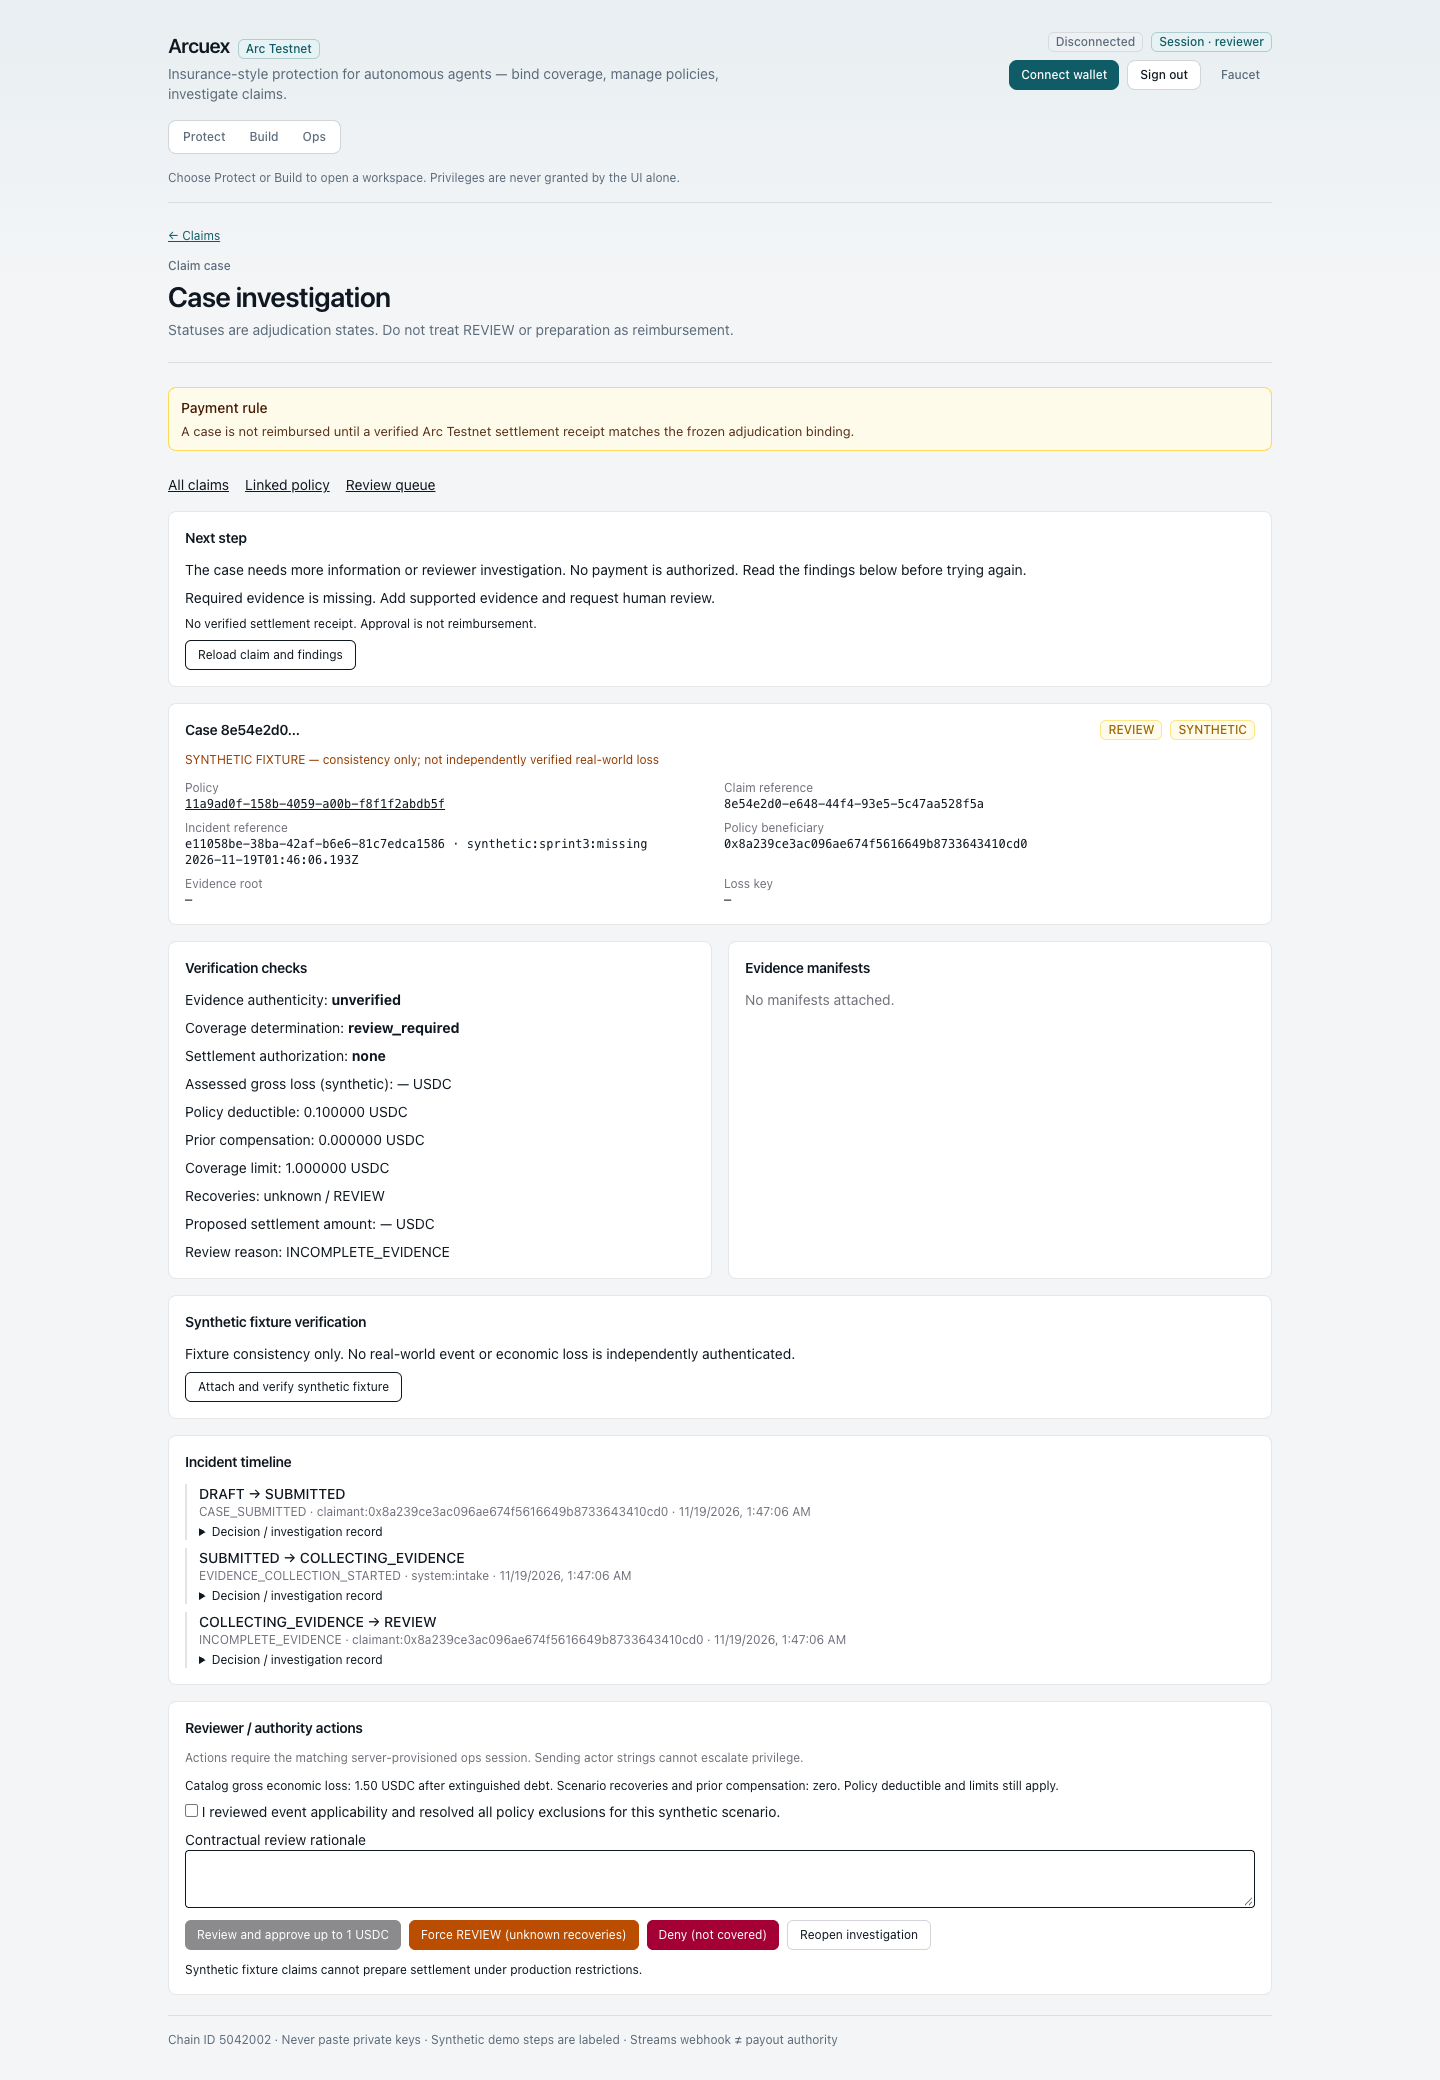 Arcuex Arc Testnet
Disconnected Session · reviewer
Insurance-style protection for autonomous agents — bind coverage, manage policies,
investigate claims.
Connect wallet Sign out Faucet
Protect Build Ops
Choose Protect or Build to open a workspace. Privileges are never granted by the UI alone.
← Claims
Claim case
Case investigation
Statuses are adjudication states. Do not treat REVIEW or preparation as reimbursement.
Payment rule
A case is not reimbursed until a verified Arc Testnet settlement receipt matches the frozen adjudication binding.
All claims Linked policy Review queue
Next step
The case needs more information or reviewer investigation. No payment is authorized. Read the findings below before trying again.
Required evidence is missing. Add supported evidence and request human review.
No verified settlement receipt. Approval is not reimbursement.
Reload claim and findings
Case 8e54e2d0...
REVIEW SYNTHETIC
SYNTHETIC FIXTURE — consistency only; not independently verified real-world loss
Policy
11a9ad0f-158b-4059-a00b-f8f1f2abdb5f
Claim reference
8e54e2d0-e648-44f4-93e5-5c47aa528f5a
Incident reference
e11058be-38ba-42af-b6e6-81c7edca1586 · synthetic:sprint3:missing
2026-11-19T01:46:06.193Z
Policy beneficiary
0x8a239ce3ac096ae674f5616649b8733643410cd0
Evidence root
—
Loss key
—
Verification checks
Evidence authenticity: unverified
Coverage determination: review_required
Settlement authorization: none
Assessed gross loss (synthetic): — USDC
Policy deductible: 0.100000 USDC
Prior compensation: 0.000000 USDC
Coverage limit: 1.000000 USDC
Recoveries: unknown / REVIEW
Proposed settlement amount: — USDC
Review reason: INCOMPLETE_EVIDENCE
Evidence manifests
No manifests attached.
Synthetic fixture verification
Fixture consistency only. No real-world event or economic loss is independently authenticated.
Attach and verify synthetic fixture
Incident timeline
DRAFT → SUBMITTED
CASE_SUBMITTED · claimant:0x8a239ce3ac096ae674f5616649b8733643410cd0 · 11/19/2026, 1:47:06 AM
▶ Decision / investigation record
SUBMITTED → COLLECTING_EVIDENCE
EVIDENCE_COLLECTION_STARTED · system:intake · 11/19/2026, 1:47:06 AM
▶ Decision / investigation record
COLLECTING_EVIDENCE → REVIEW
INCOMPLETE_EVIDENCE · claimant:0x8a239ce3ac096ae674f5616649b8733643410cd0 · 11/19/2026, 1:47:06 AM
▶ Decision / investigation record
Reviewer / authority actions
Actions require the matching server-provisioned ops session. Sending actor strings cannot escalate privilege.
Catalog gross economic loss: 1.50 USDC after extinguished debt. Scenario recoveries and prior compensation: zero. Policy deductible and limits still apply.
I reviewed event applicability and resolved all policy exclusions for this synthetic scenario.
Contractual review rationale
Review and approve up to 1 USDC Force REVIEW (unknown recoveries) Deny (not covered) Reopen investigation
Synthetic fixture claims cannot prepare settlement under production restrictions.
Chain ID 5042002 · Never paste private keys · Synthetic demo steps are labeled · Streams webhook ≠ payout authority